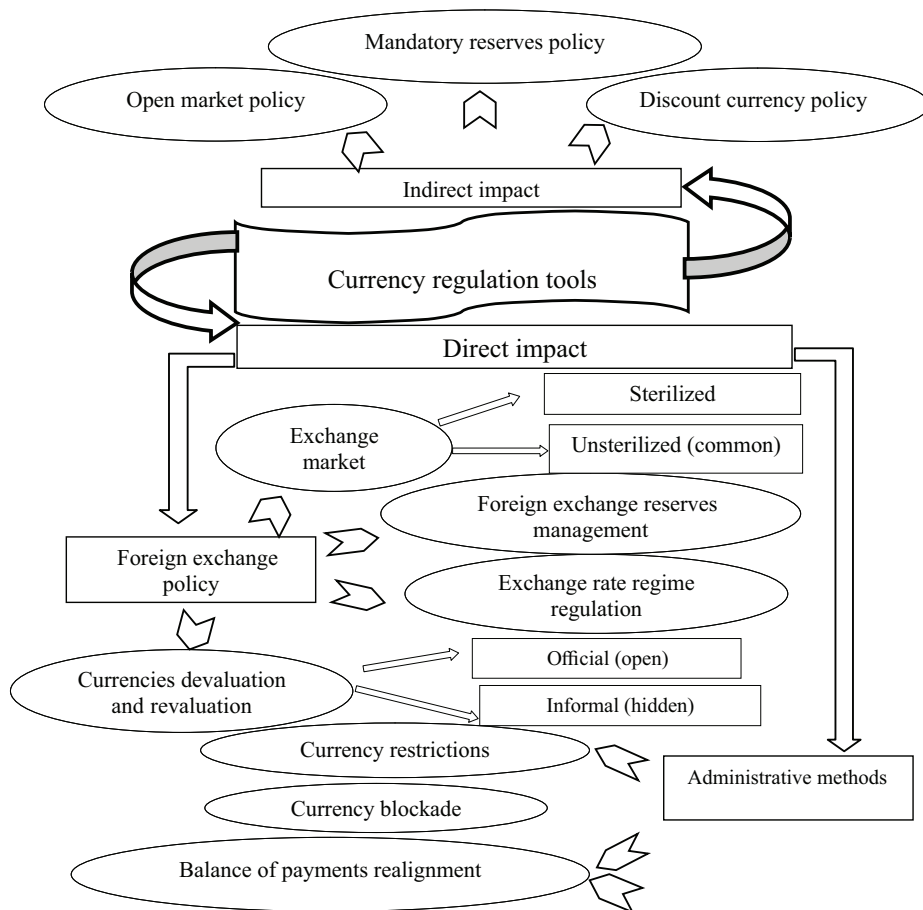 Mandatory reserves policy
Open market policy
Discount currency policy
Indirect impact
Currency regulation tools
Direct impact
Sterilized
Exchange
market
Unsterilized (common)
Foreign exchange reserves
management
Foreign exchange
policy
Exchange rate regime
regulation
Official (open)
Currencies devaluation
and revaluation
Informal (hidden)
Currency restrictions
Administrative methods
Currency blockade
Balance of payments realignment